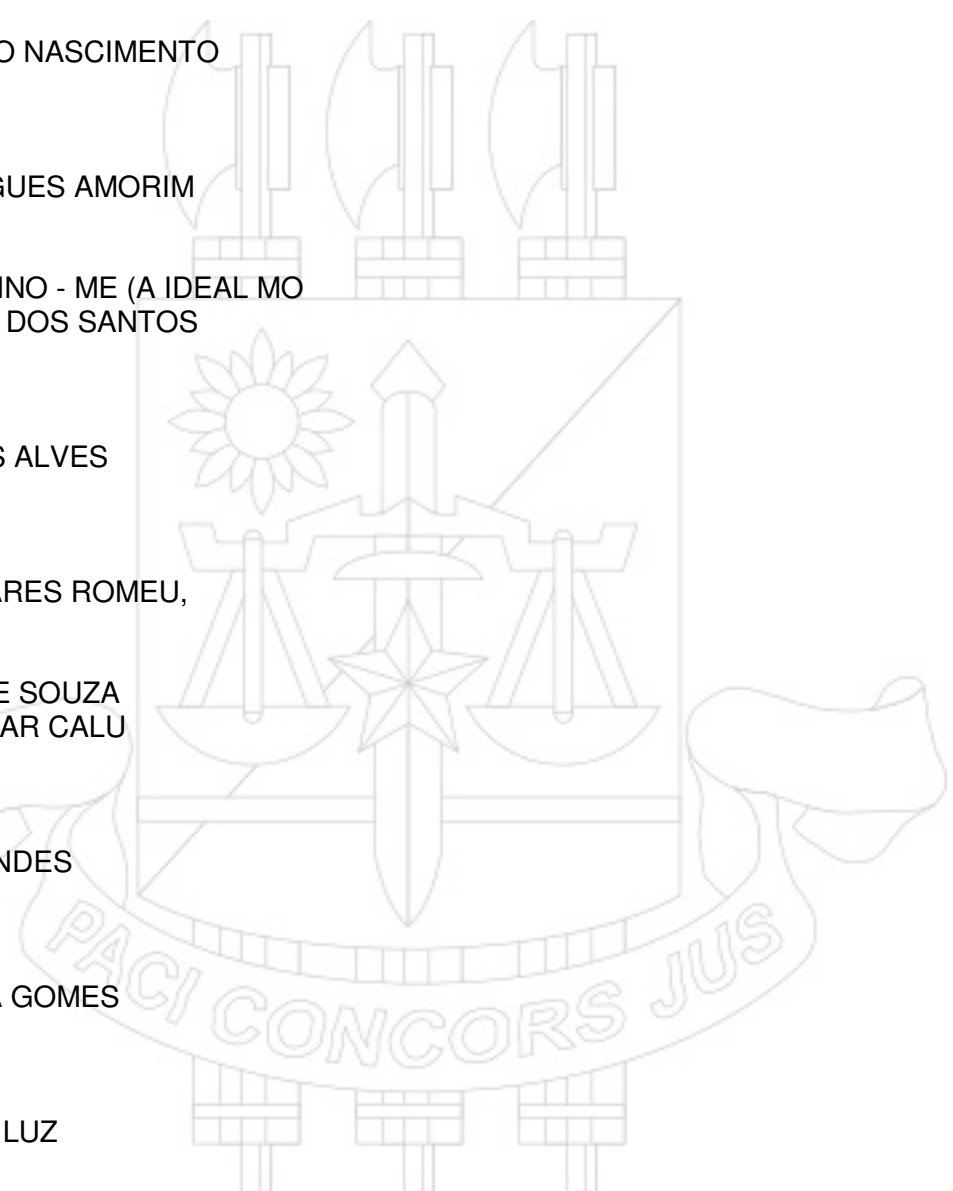 O NASCIMENTO
GUES AMORIM
INO - ME (A IDEAL MO
DOS SANTOS
S ALVES
ARES ROMEU,
E SOUZA
AR CALU
NDES
A GOMES
LUZ
PACI CONCORS JUS